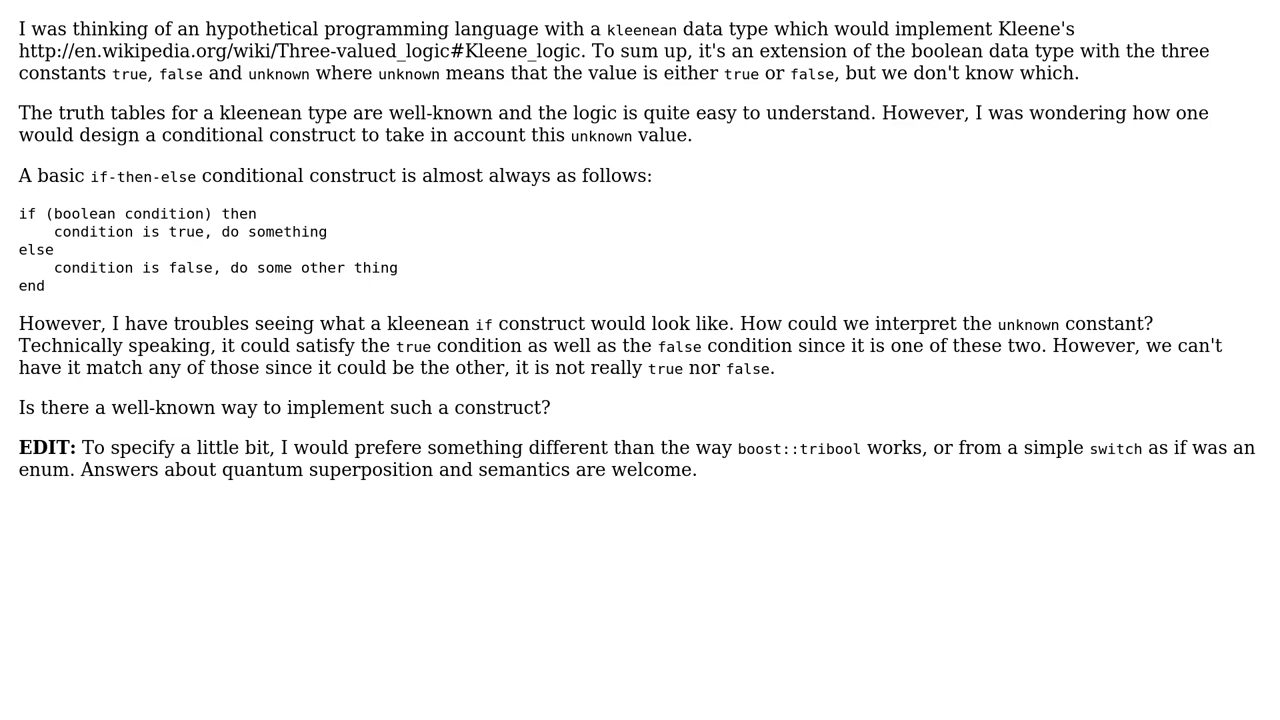 I was thinking of an hypothetical programming language with a kleenean data type which would implement Kleene's
http://en.wikipedia.org/wiki/Three-valued_logic#Kleene_logic. To sum up, it's an extension of the boolean data type with the three
constants true, false and unknown where unknown means that the value is either true or false, but we don't know which.
The truth tables for a kleenean type are well-known and the logic is quite easy to understand. However, I was wondering how one
would design a conditional construct to take in account this unknown value.
A basic if-then-else conditional construct is almost always as follows:
if (boolean condition) then
    condition is true, do something
else
    condition is false, do some other thing
end
However, I have troubles seeing what a kleenean if construct would look like. How could we interpret the unknown constant?
Technically speaking, it could satisfy the true condition as well as the false condition since it is one of these two. However, we can't
have it match any of those since it could be the other, it is not really true nor false.
Is there a well-known way to implement such a construct?
EDIT: To specify a little bit, I would prefere something different than the way boost::tribool works, or from a simple switch as if was an
enum. Answers about quantum superposition and semantics are welcome.